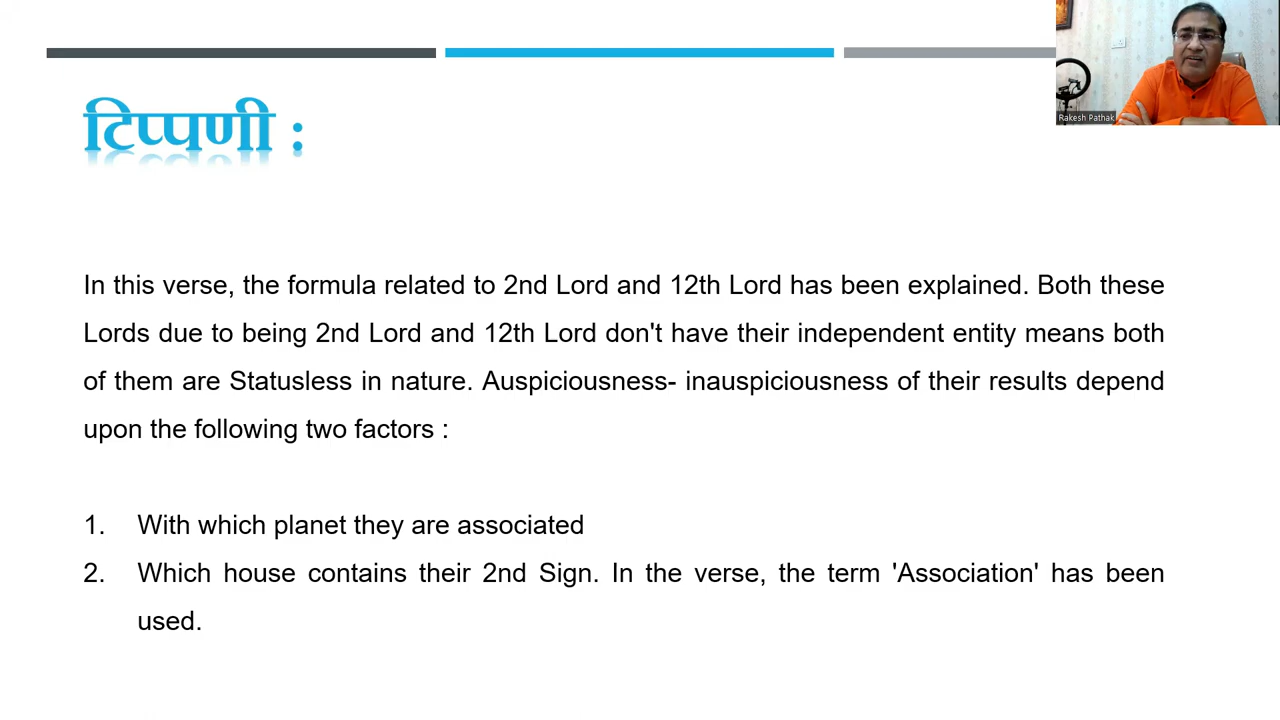 Rakesh Pathak
टिप्पणी :
In this verse, the formula related to 2nd Lord and 12th Lord has been explained. Both these
Lords due to being 2nd Lord and 12th Lord don't have their independent entity means both
of them are Statusless in nature. Auspiciousness- inauspiciousness of their results depend
upon the following two factors :
1. With which planet they are associated
2. Which house contains their 2nd Sign. In the verse, the term 'Association' has been
used.